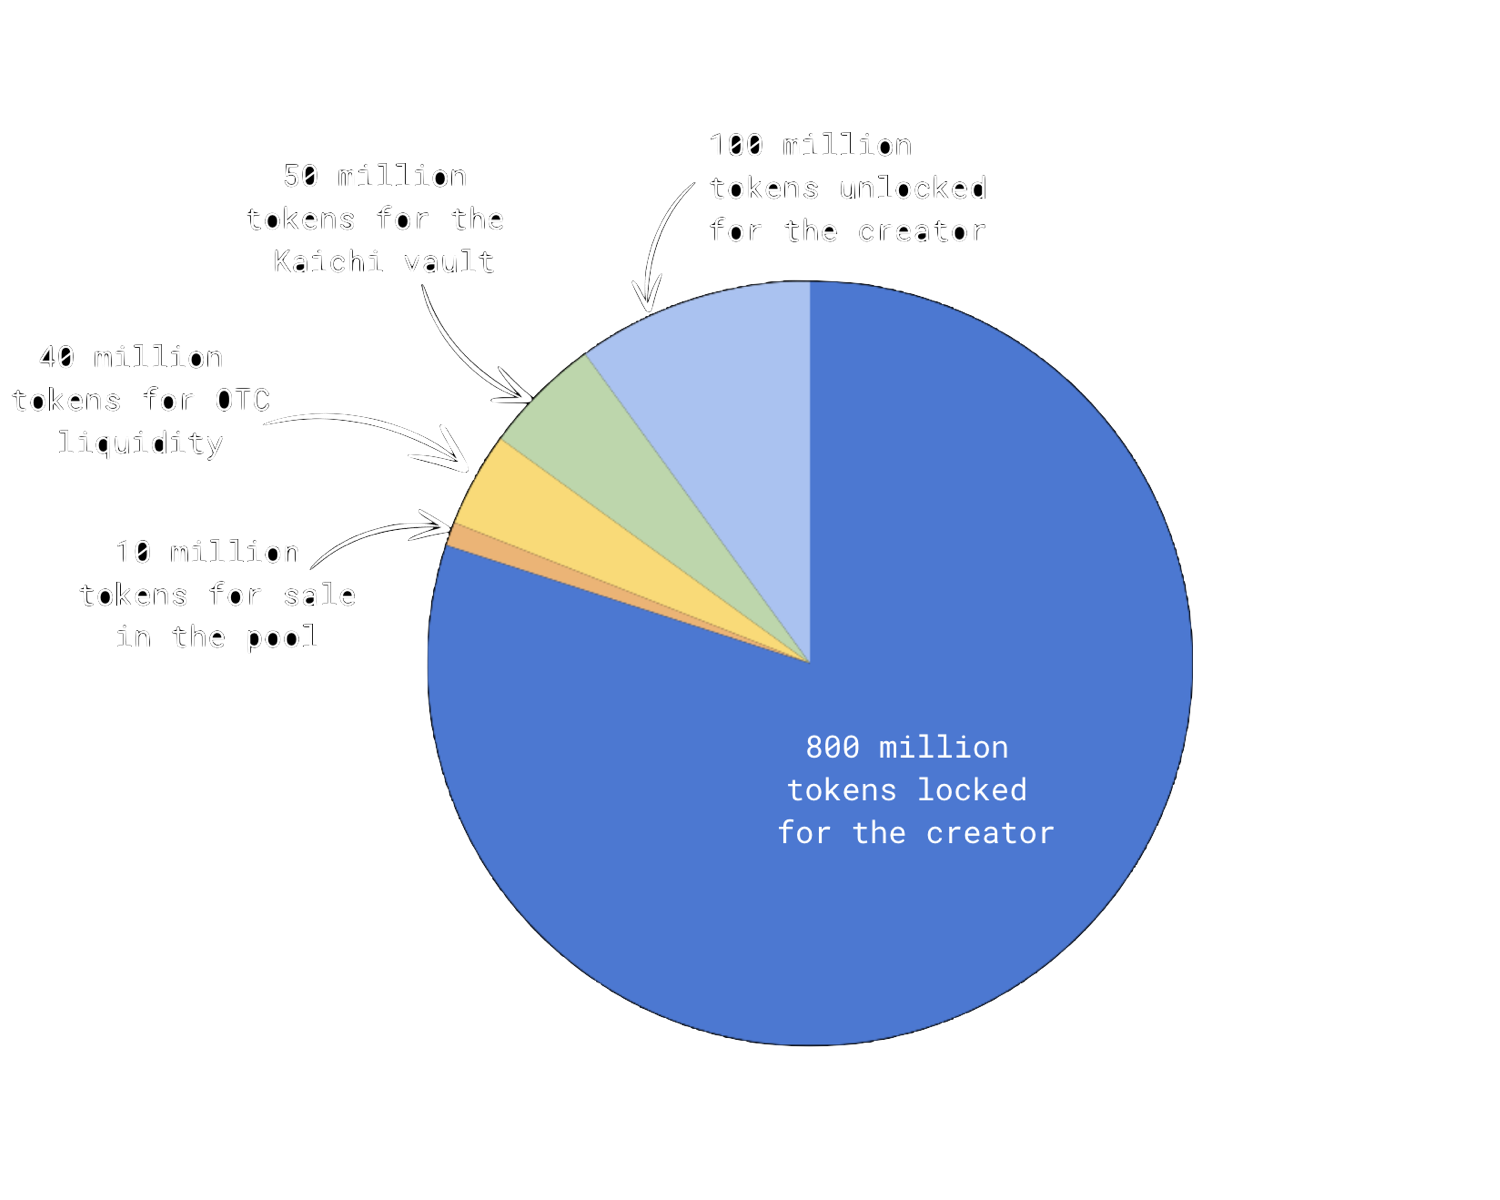 100 million
tokens unlocked
for the creator
50 million
tokens for the
Kaichi vault
40 million
tokens for OTC
liquidity
10 million
tokens for sale
in the pool
800 million
tokens locked
for the creator